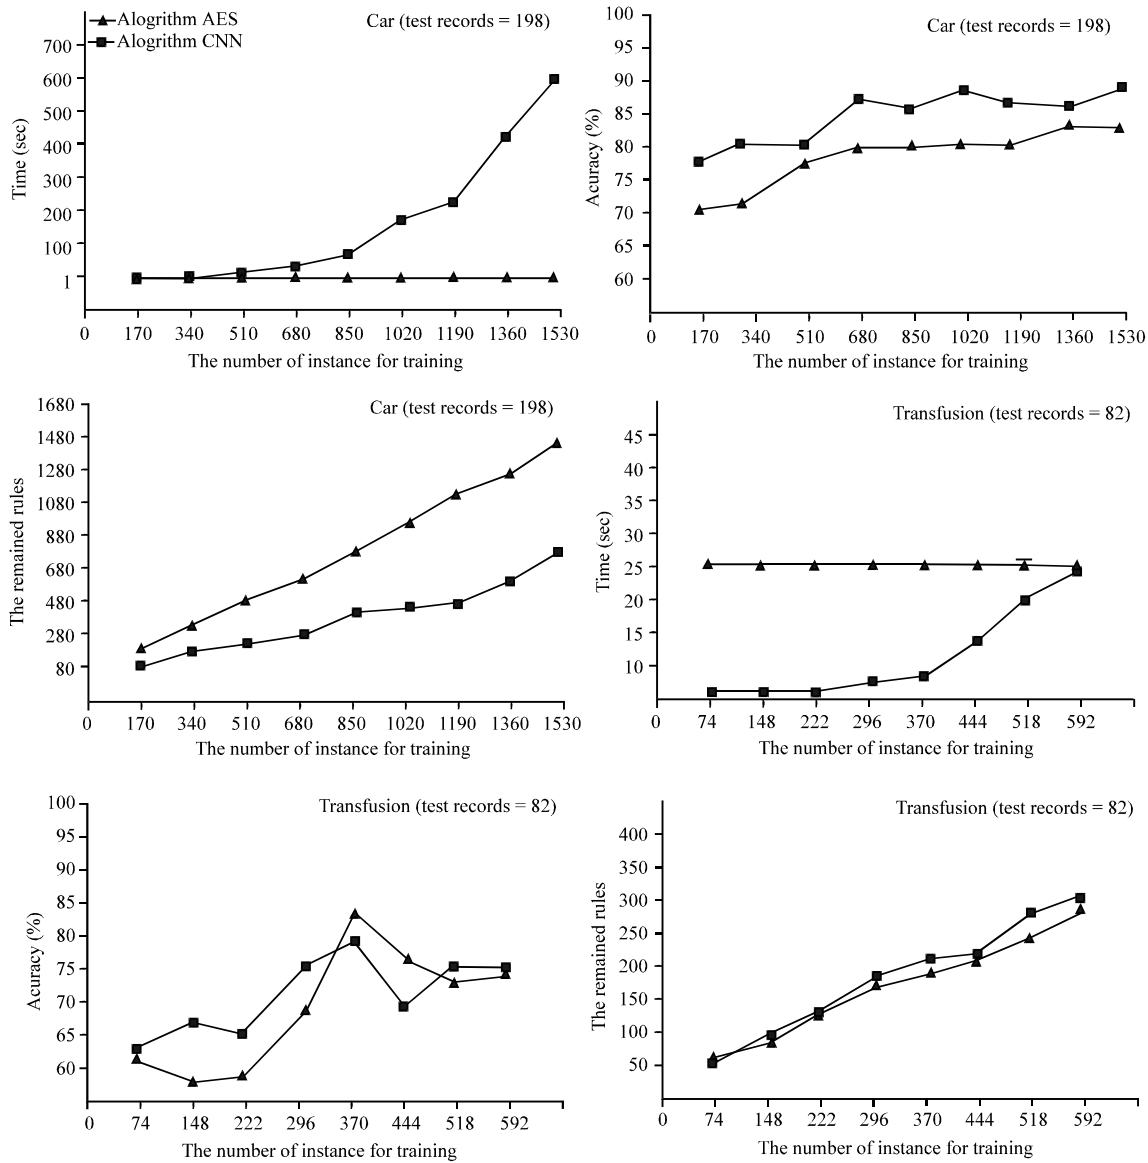 Alogrithm AES
Alogrithm CNN
Car (test records = 198)
Time (sec)
700
600
500
400
300
200
100
1
0 170 340 510 680 850 1020 1190 1360 1530
The number of instance for training
Car (test records = 198)
Acuracy (%)
100
95
90
85
80
75
70
65
60
0 170 340 510 680 850 1020 1190 1360 1530
The number of instance for training
Car (test records = 198)
The remained rules
1680
1480
1280
1080
880
680
480
280
80
0 170 340 510 680 850 1020 1190 1360 1530
The number of instance for training
Transfusion (test records = 82)
Time (sec)
45
40
35
30
25
20
15
10
0 74 148 222 296 370 444 518 592
The number of instance for training
Transfusion (test records = 82)
Acuracy (%)
100
95
90
85
80
75
70
65
60
0 74 148 222 296 370 444 518 592
The number of instance for training
Transfusion (test records = 82)
The remained rules
400
350
300
250
200
150
100
50
0 74 148 222 296 370 444 518 592
The number of instance for training